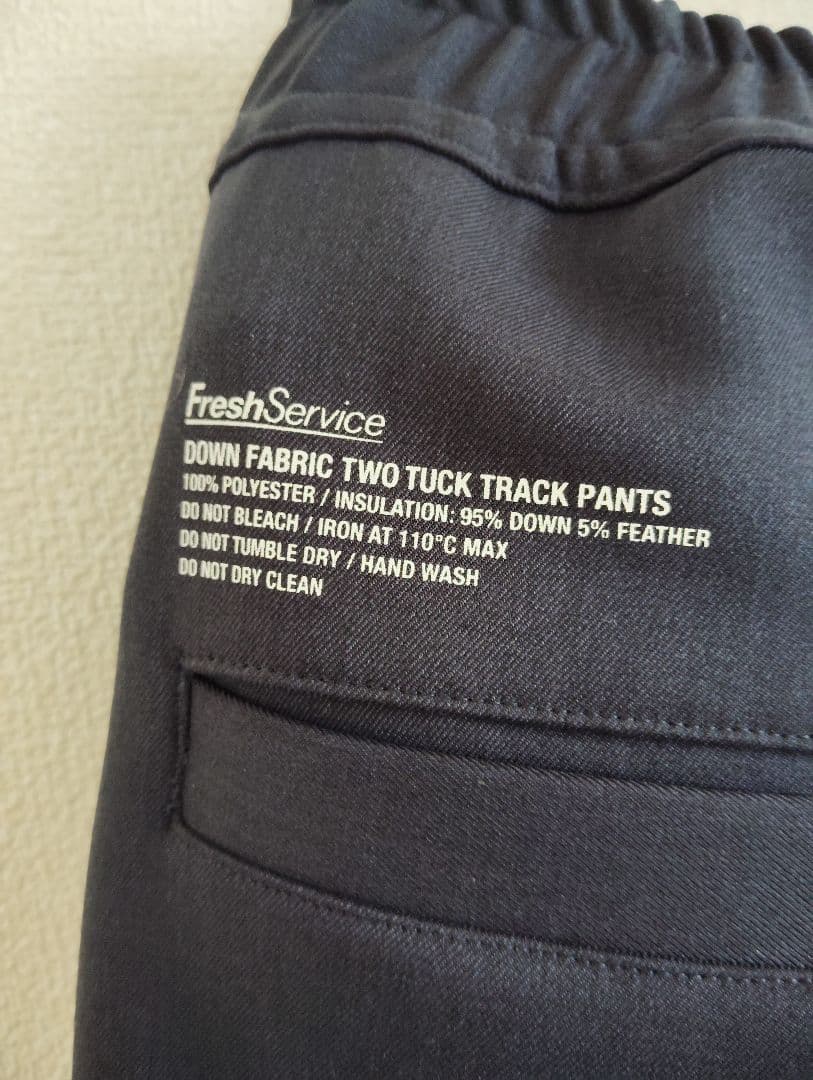 FreshService
DOWN FABRIC TWO TUCK TRACK PANTS
100% POLYESTER / INSULATION: 95% DOWN 5% FEATHER
DO NOT BLEACH / IRON AT 110°C MAX
DO NOT TUMBLE DRY / HAND WASH
DO NOT DRY CLEAN